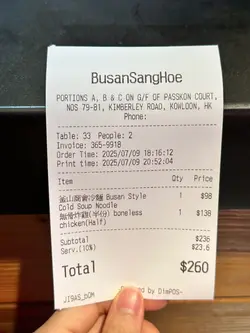 BusanSangHoe
PORTIONS A, B & C ON G/F OF PASSKON COURT,
NOS 79-81, KIMBERLEY ROAD, KOWLOON, HK
Phone:
Table: 33 People: 2
Invoice: 365-9918
Order Time: 2025/07/09 18:16:12
Print time: 2025/07/09 20:52:04
Item Qty Price
Busan Style 1 $98
Cold Soup Noodle
(半份) boneless 1 $138
chicken(Half)
Subtotal $236
Serv.(10%) $23.6
Total $260
by DimPOS-